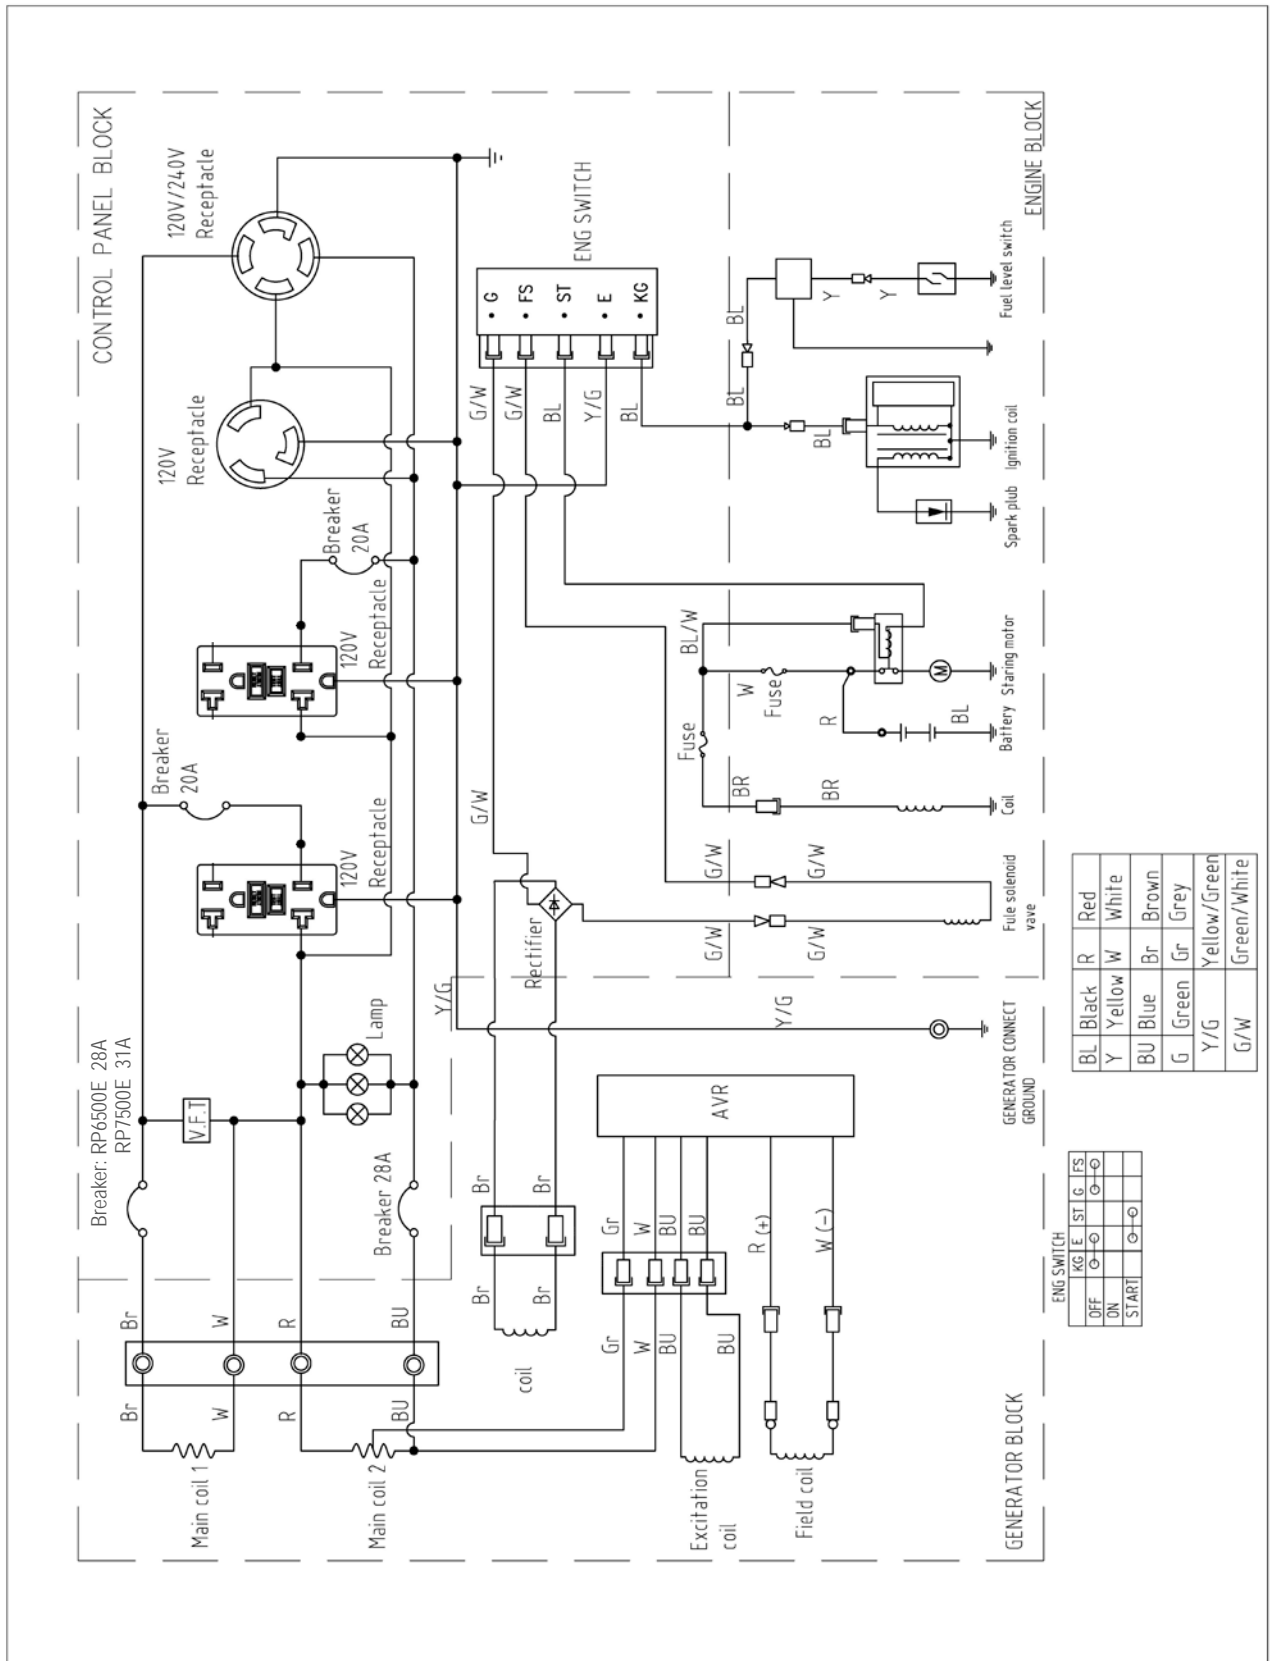 CONTROL PANEL BLOCK
120V/240V
Receptacle
120V
Receptacle
Breaker
20A
120V
Receptacle
Breaker
20A
120V
Receptacle
Breaker: RP6500E 28A
RP7500E 31A
V.F.T
Lamp
Breaker 28A
Br
W
R
BU
Br
W
R
BU
Main coil 1
Main coil 2
ENG SWITCH
G
FS
ST
E
KG
G/W
G/W
BL
Y/G
BL
G/W
Rectifier
Y/G
Br
Br
Br
Br
coil
Gr
W
BU
BU
R (+)
W (-)
AVR
Gr
W
BU
BU
Excitation
coil
Field coil
GENERATOR BLOCK
Y/G
GENERATOR CONNECT
GROUND
ENGINE BLOCK
BL
BL
Y
Y
Fuel level switch
BL
Ignition coil
Spark plub
BL/W
W
Fuse
Fuse
M
Staring motor
R
BL
Battery
BR
BR
Coil
G/W
G/W
G/W
G/W
Fule solenoid
vave
BL Black R Red
Y Yellow W White
BU Blue Br Brown
G Green Gr Grey
Y/G Yellow/Green
G/W Green/White
ENG SWITCH
KG E ST G FS
OFF
ON
START